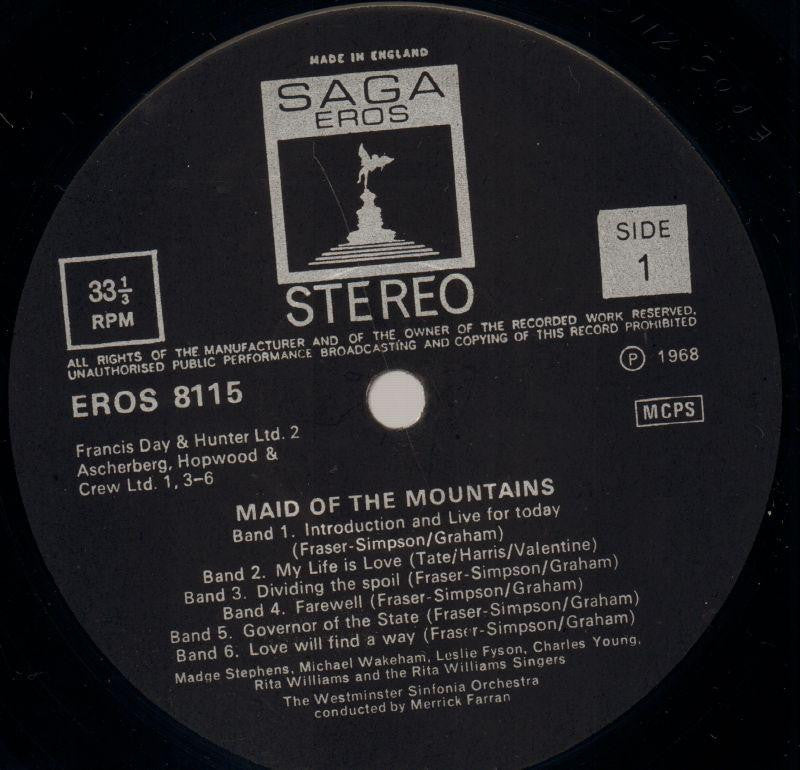 MADE IN ENGLAND
SAGA
EROS
STEREO
SIDE
1
33 1/3
RPM
ALL RIGHTS OF THE MANUFACTURER AND OF THE OWNER OF THE RECORDED WORK RESERVED.
UNAUTHORISED PUBLIC PERFORMANCE BROADCASTING AND COPYING OF THIS RECORD PROHIBITED
EROS 8115
Ⓟ 1968
MCPS
Francis Day & Hunter Ltd. 2
Ascherberg, Hopwood &
Crew Ltd. 1, 3-6
MAID OF THE MOUNTAINS
Band 1. Introduction and Live for today
(Fraser-Simpson/Graham)
Band 2. My Life is Love (Tate/Harris/Valentine)
Band 3. Dividing the spoil (Fraser-Simpson/Graham)
Band 4. Farewell (Fraser-Simpson/Graham)
Band 5. Governor of the State (Fraser-Simpson/Graham)
Band 6. Love will find a way (Fraser-Simpson/Graham)
Madge Stephens, Michael Wakeham, Leslie Fyson, Charles Young,
Rita Williams and the Rita Williams Singers
The Westminster Sinfonia Orchestra
conducted by Merrick Farran